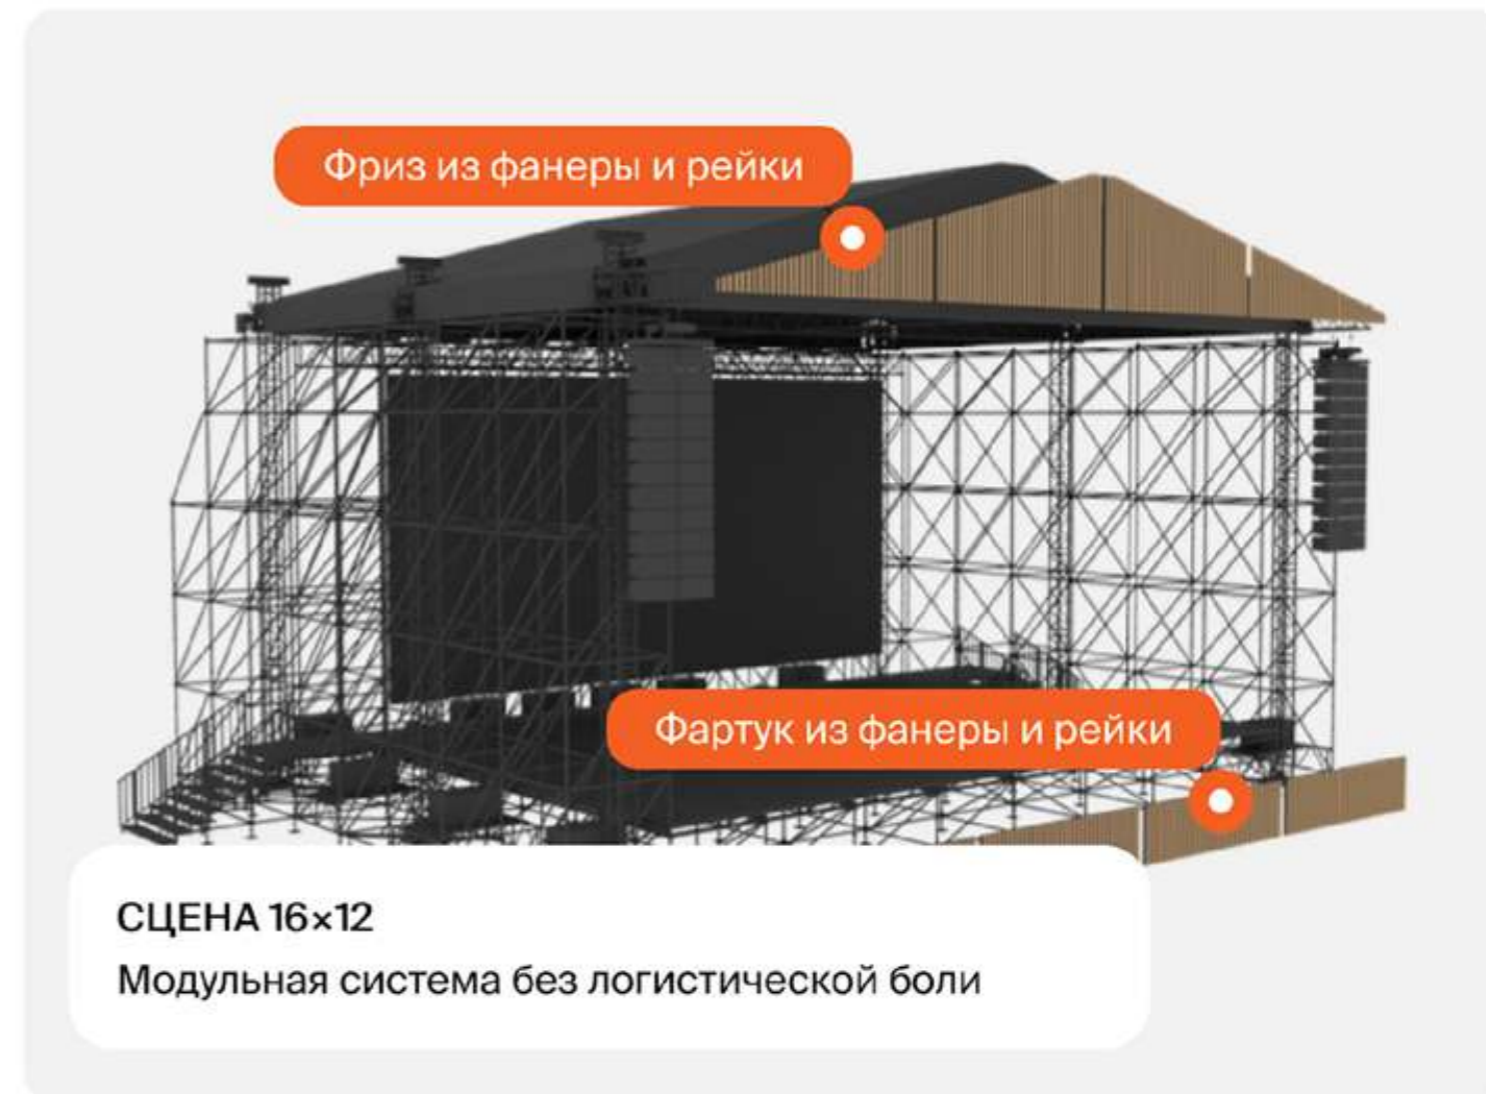 Фриз из фанеры и рейки
Фартук из фанеры и рейки
СЦЕНА 16×12
Модульная система без логистической боли